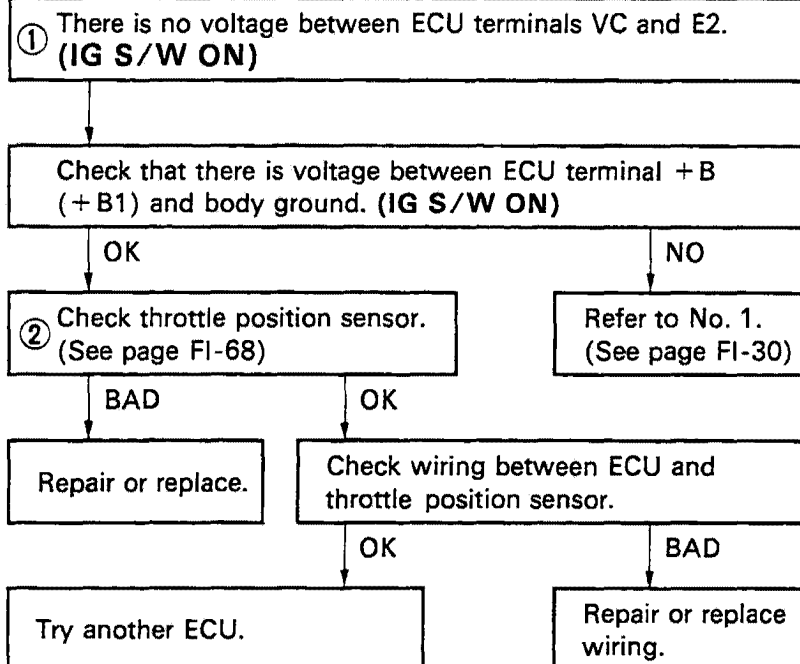 ① There is no voltage between ECU terminals VC and E2.
(IG S/W ON)
Check that there is voltage between ECU terminal +B
(+B1) and body ground. (IG S/W ON)
OK
NO
② Check throttle position sensor.
(See page FI-68)
Refer to No. 1.
(See page FI-30)
BAD
OK
Repair or replace.
Check wiring between ECU and
throttle position sensor.
OK
BAD
Try another ECU.
Repair or replace
wiring.